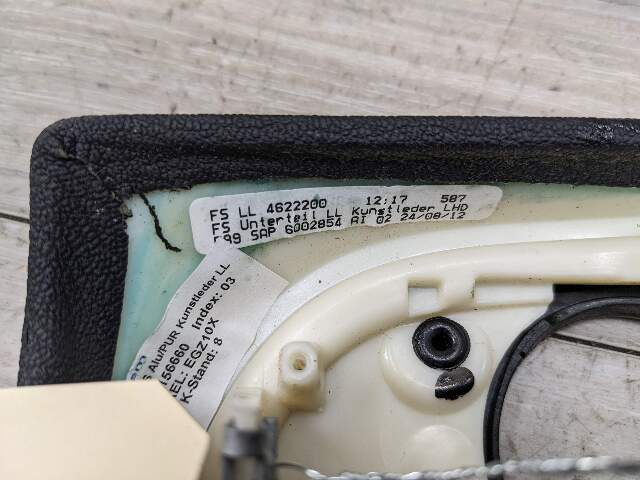 FS LL 4622200 12:17 587
FS Unterteil LL Kunstleder LHD
F99 SAP 6002854 AI 02 24/08/12
S Alu/PUR Kunstleder LL
156660 Index: 03
EL: EGZ10X
K-Stand: 8